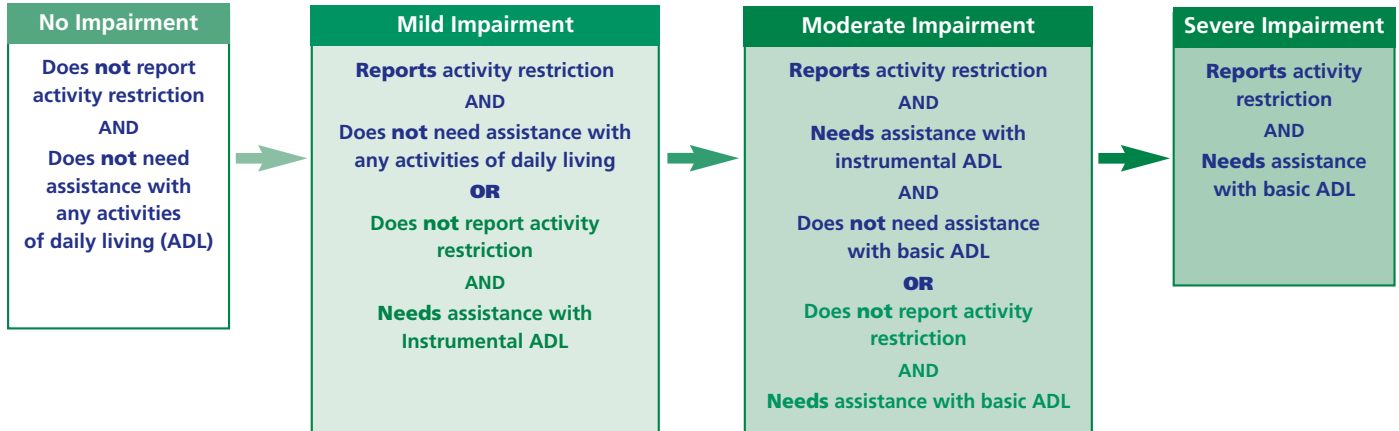 No Impairment
Does not report
activity restriction
AND
Does not need
assistance with
any activities
of daily living (ADL)
Mild Impairment
Reports activity restriction
AND
Does not need assistance with
any activities of daily living
OR
Does not report activity
restriction
AND
Needs assistance with
Instrumental ADL
Moderate Impairment
Reports activity restriction
AND
Needs assistance with
instrumental ADL
AND
Does not need assistance
with basic ADL
OR
Does not report activity
restriction
AND
Needs assistance with basic ADL
Severe Impairment
Reports activity
restriction
AND
Needs assistance
with basic ADL